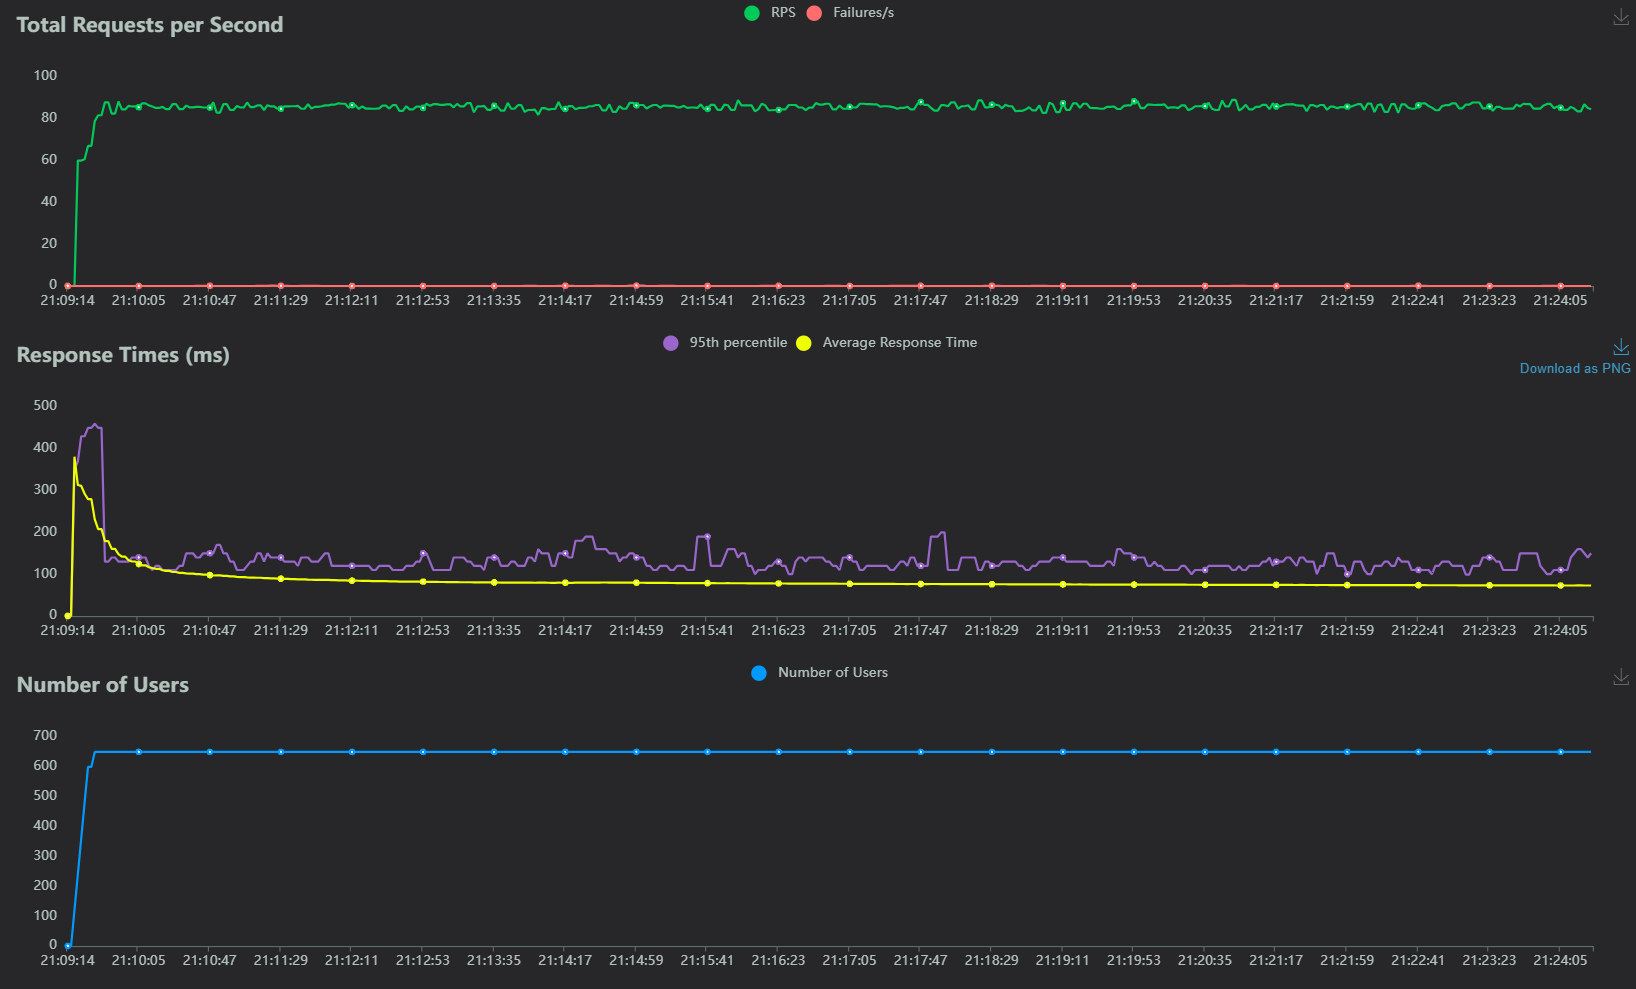 RPS Failures/s
Total Requests per Second
100
80
60
40
20
0
21:09:14 21:10:05 21:10:47 21:11:29 21:12:11 21:12:53 21:13:35 21:14:17 21:14:59 21:15:41 21:16:23 21:17:05 21:17:47 21:18:29 21:19:11 21:19:53 21:20:35 21:21:17 21:21:59 21:22:41 21:23:23 21:24:05
95th percentile Average Response Time
Response Times (ms)
Download as PNG
500
400
300
200
100
0
21:09:14 21:10:05 21:10:47 21:11:29 21:12:11 21:12:53 21:13:35 21:14:17 21:14:59 21:15:41 21:16:23 21:17:05 21:17:47 21:18:29 21:19:11 21:19:53 21:20:35 21:21:17 21:21:59 21:22:41 21:23:23 21:24:05
Number of Users
Number of Users
700
600
500
400
300
200
100
0
21:09:14 21:10:05 21:10:47 21:11:29 21:12:11 21:12:53 21:13:35 21:14:17 21:14:59 21:15:41 21:16:23 21:17:05 21:17:47 21:18:29 21:19:11 21:19:53 21:20:35 21:21:17 21:21:59 21:22:41 21:23:23 21:24:05